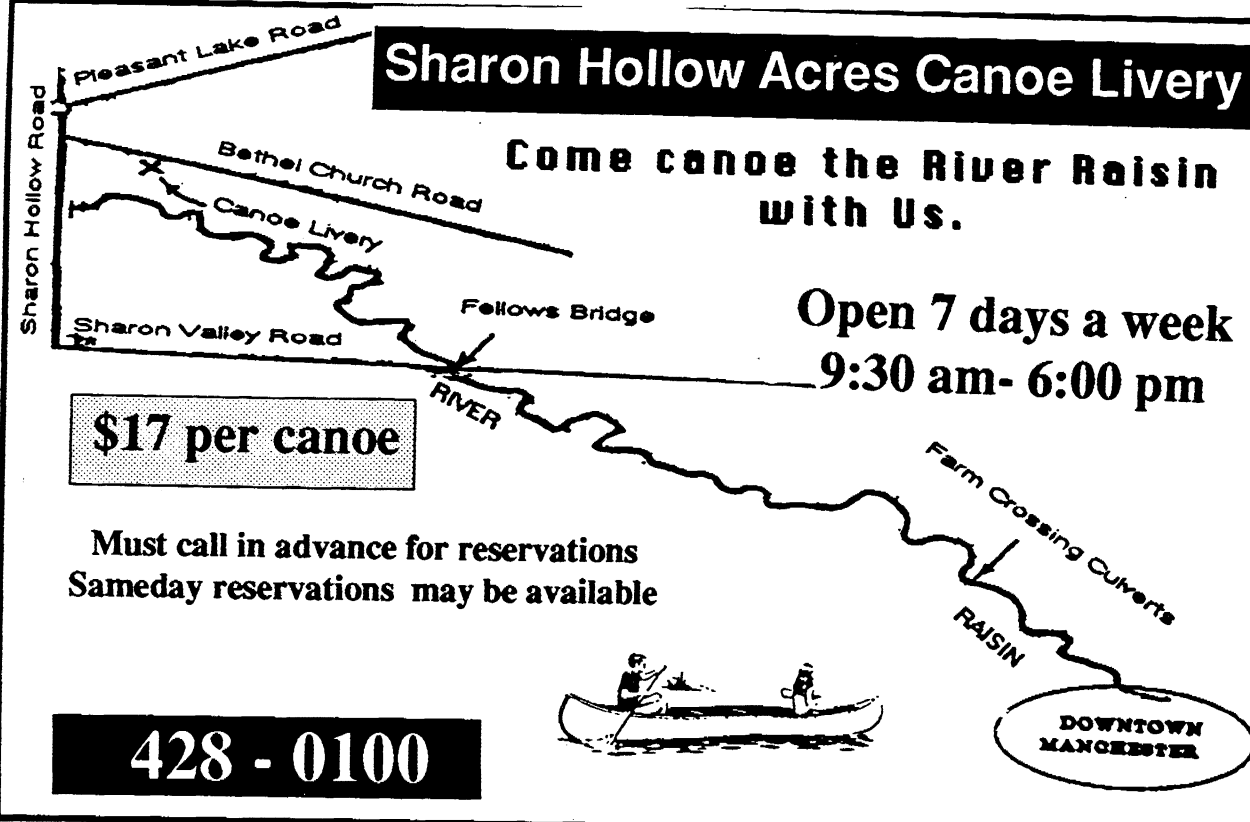 Sharon Hollow Acres Canoe Livery
Come canoe the River Raisin
with Us.
Open 7 days a week
9:30 am- 6:00 pm
Pleasant Lake Road
Sharon Hollow Road
Bethel Church Road
Canoe Livery
Fellows Bridge
Sharon Valley Road
RIVER
$17 per canoe
Farm Crossing Culverts
Must call in advance for reservations
Sameday reservations may be available
RAISIN
DOWNTOWN
MANCHESTER
428 - 0100